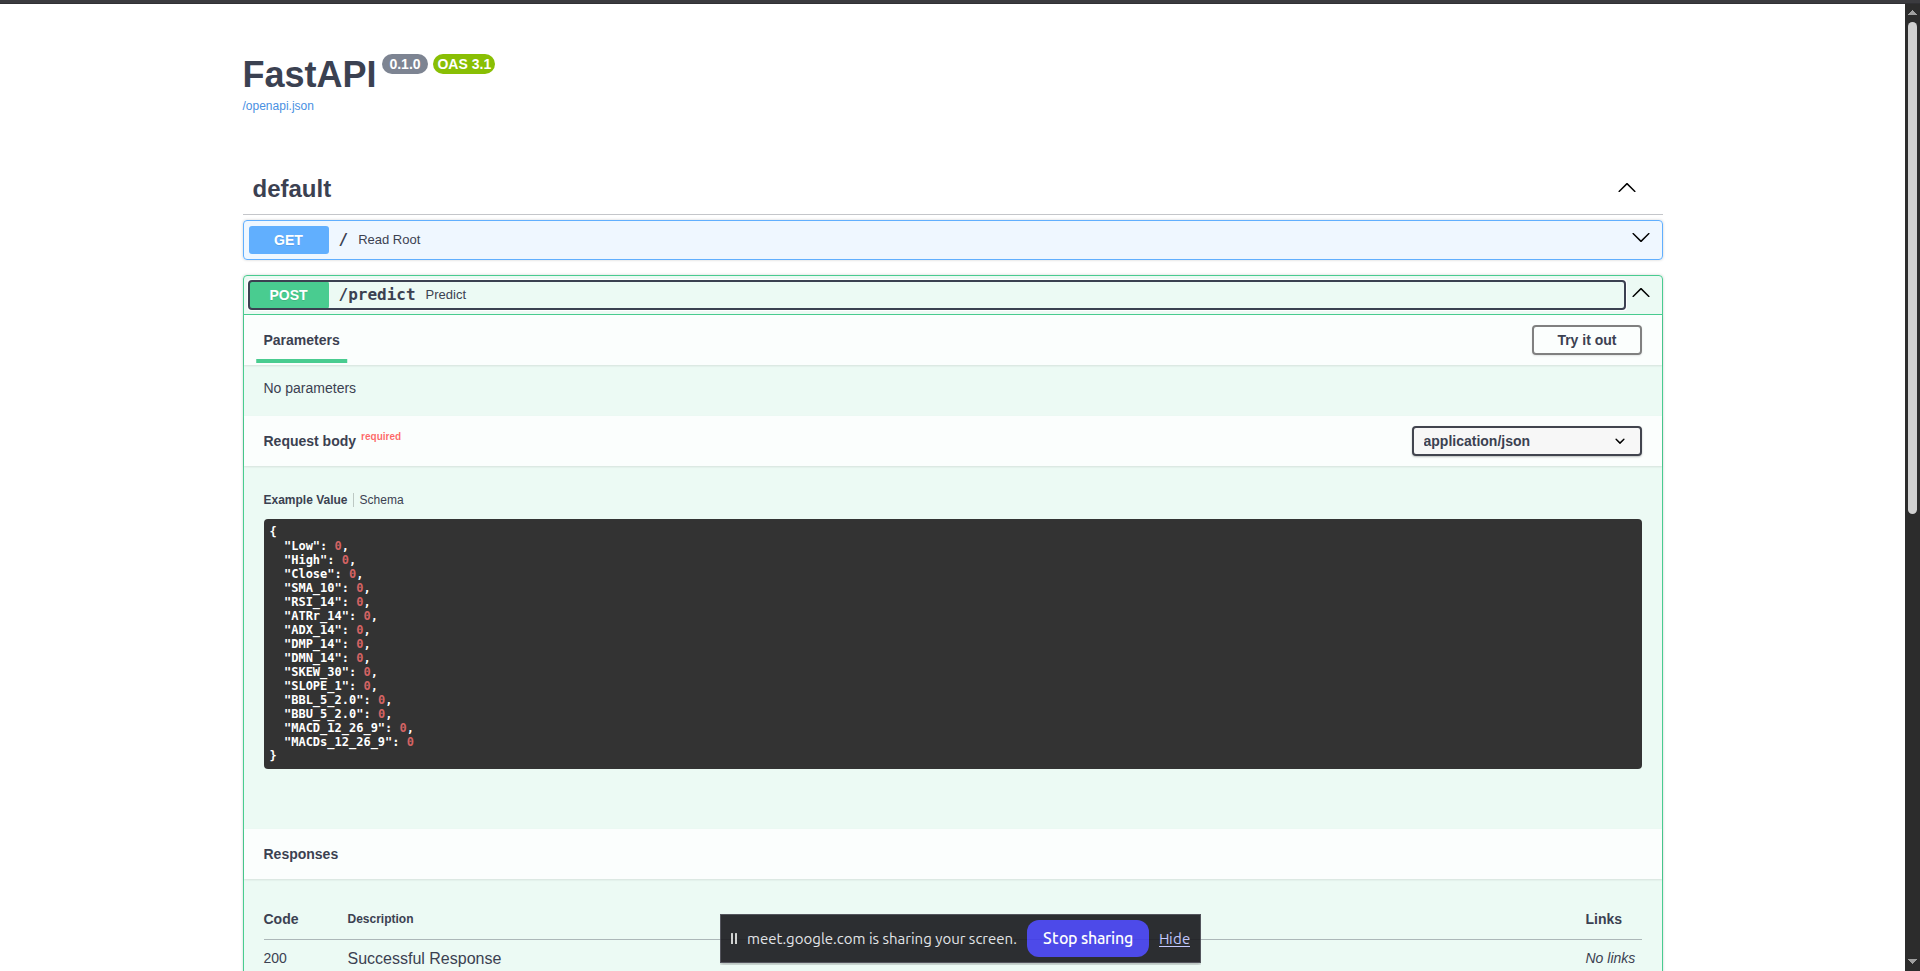 FastAPI 0.1.0 OAS 3.1
/openapi.json
default
GET / Read Root
POST /predict Predict
Parameters Try it out
No parameters
Request body required application/json
Example Value Schema
{
  "Low": 0,
  "High": 0,
  "Close": 0,
  "SMA_10": 0,
  "RSI_14": 0,
  "ATRr_14": 0,
  "ADX_14": 0,
  "DMP_14": 0,
  "DMN_14": 0,
  "SKEW_30": 0,
  "SLOPE_1": 0,
  "BBL_5_2.0": 0,
  "BBU_5_2.0": 0,
  "MACD_12_26_9": 0,
  "MACDs_12_26_9": 0
}
Responses
Code Description Links
meet.google.com is sharing your screen. Stop sharing Hide
200 Successful Response No links